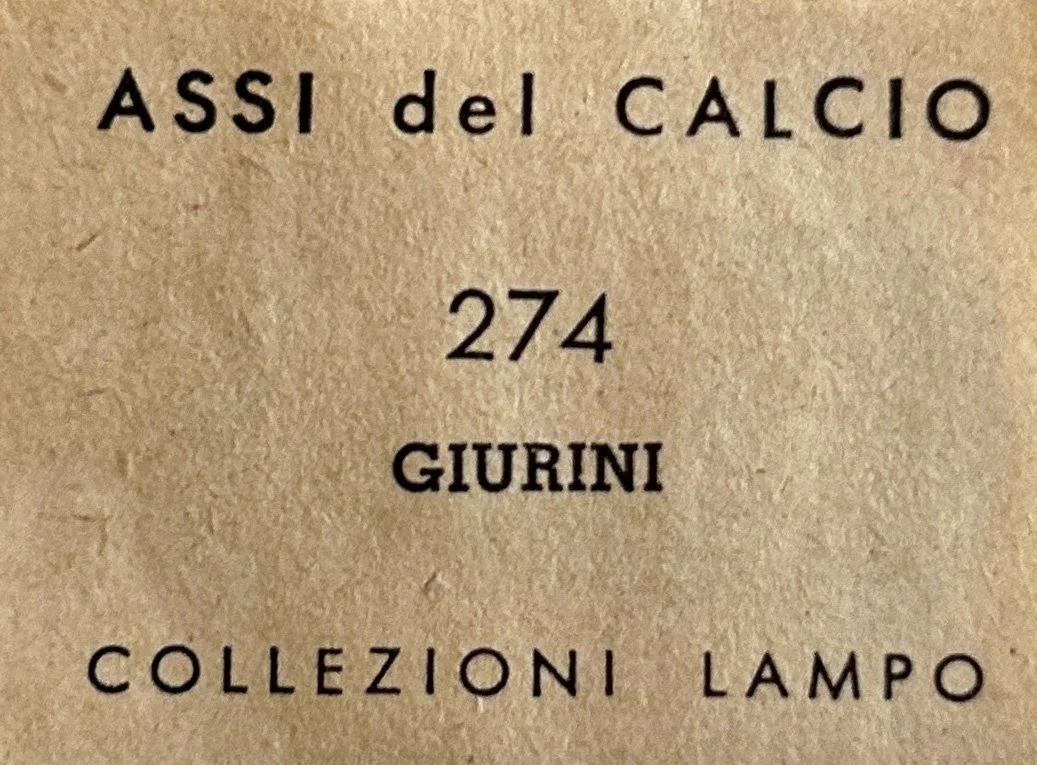 ASSI del CALCIO
274
GIURINI
COLLEZIONI LAMPO